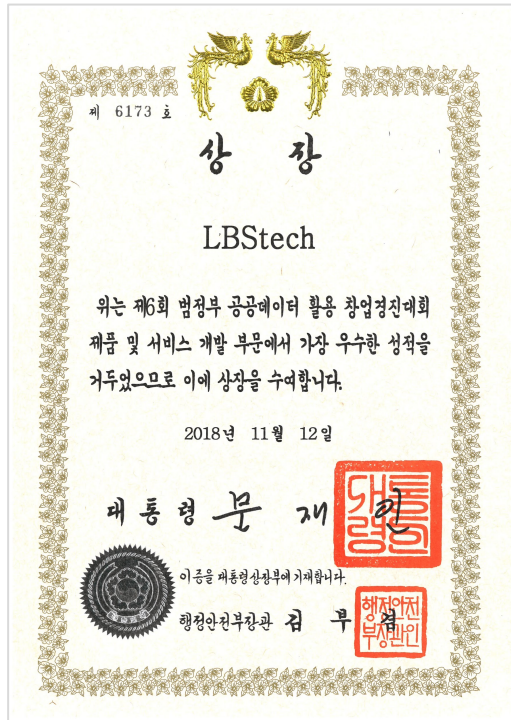 제 6173 호
상 장
LBStech
위는 제6회 범정부 공공데이터 활용 창업경진대회
제품 및 서비스 개발 부문에서 가장 우수한 성적을
거두었으므로 이에 상장을 수여합니다.
2018년 11월 12일
대통령 문 재 인
대통령의인
이 증을 대통령상장부에 기재합니다.
행정안전부장관 김 부 겸
행정안전부장관인